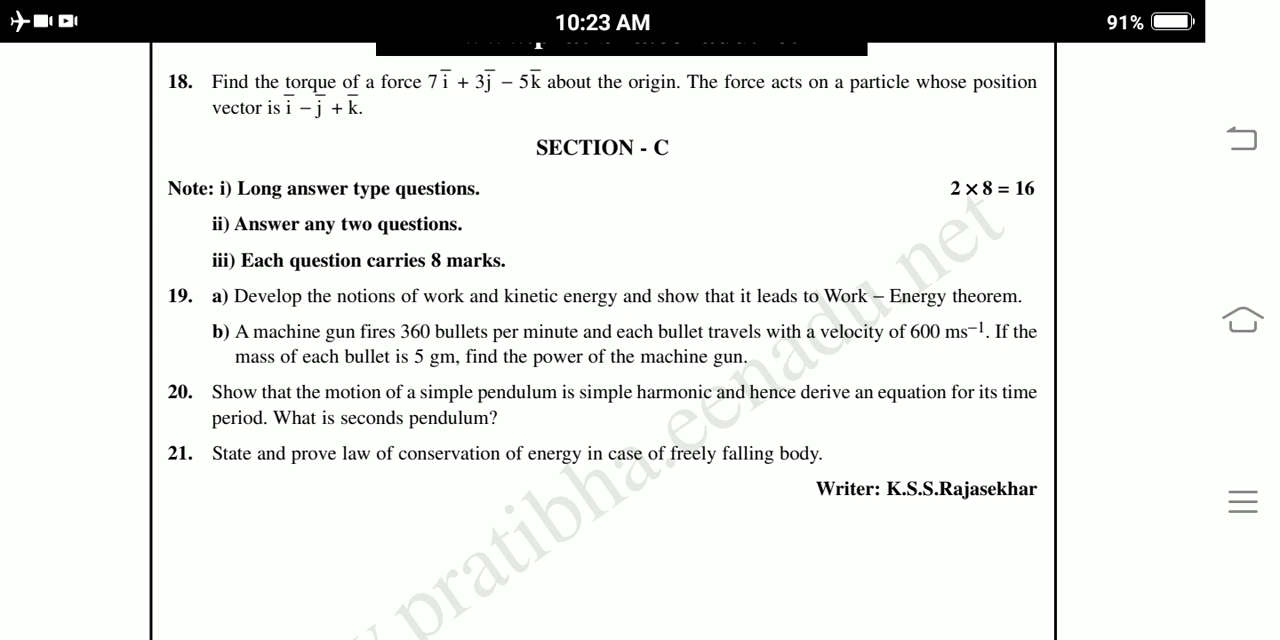 10:23 AM
91%
18. Find the torque of a force 7 i̅ + 3j̅ − 5k̅ about the origin. The force acts on a particle whose position
vector is i̅ − j̅ + k̅.
SECTION - C
Note: i) Long answer type questions. 2 × 8 = 16
ii) Answer any two questions.
iii) Each question carries 8 marks.
19. a) Develop the notions of work and kinetic energy and show that it leads to Work – Energy theorem.
b) A machine gun fires 360 bullets per minute and each bullet travels with a velocity of 600 ms⁻¹. If the
mass of each bullet is 5 gm, find the power of the machine gun.
20. Show that the motion of a simple pendulum is simple harmonic and hence derive an equation for its time
period. What is seconds pendulum?
21. State and prove law of conservation of energy in case of freely falling body.
Writer: K.S.S.Rajasekhar
pratibha.eenadu.net